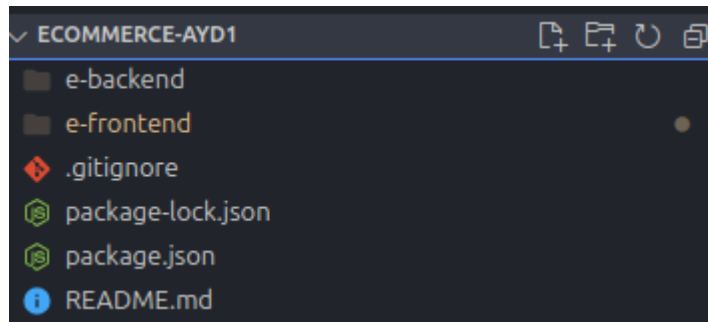 ECOMMERCE-AYD1
e-backend
e-frontend
.gitignore
package-lock.json
package.json
README.md